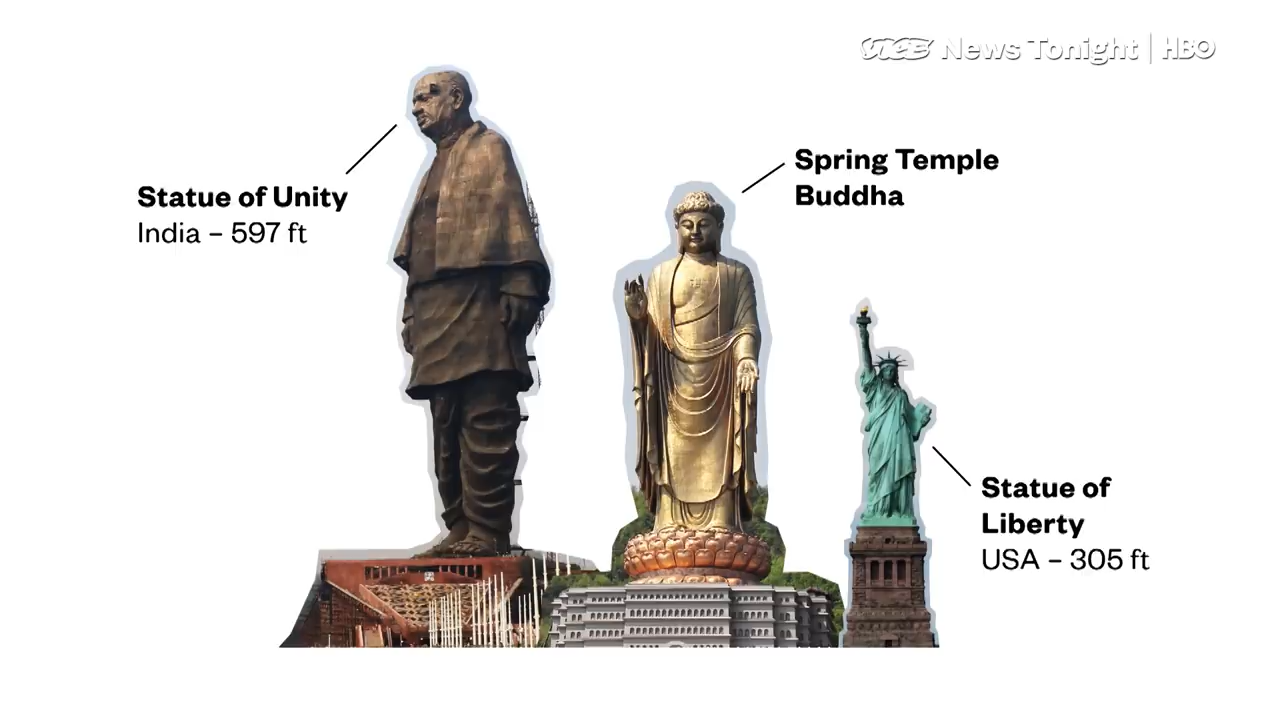 VICE News Tonight | HBO
Statue of Unity
India – 597 ft
Spring Temple
Buddha
Statue of
Liberty
USA – 305 ft